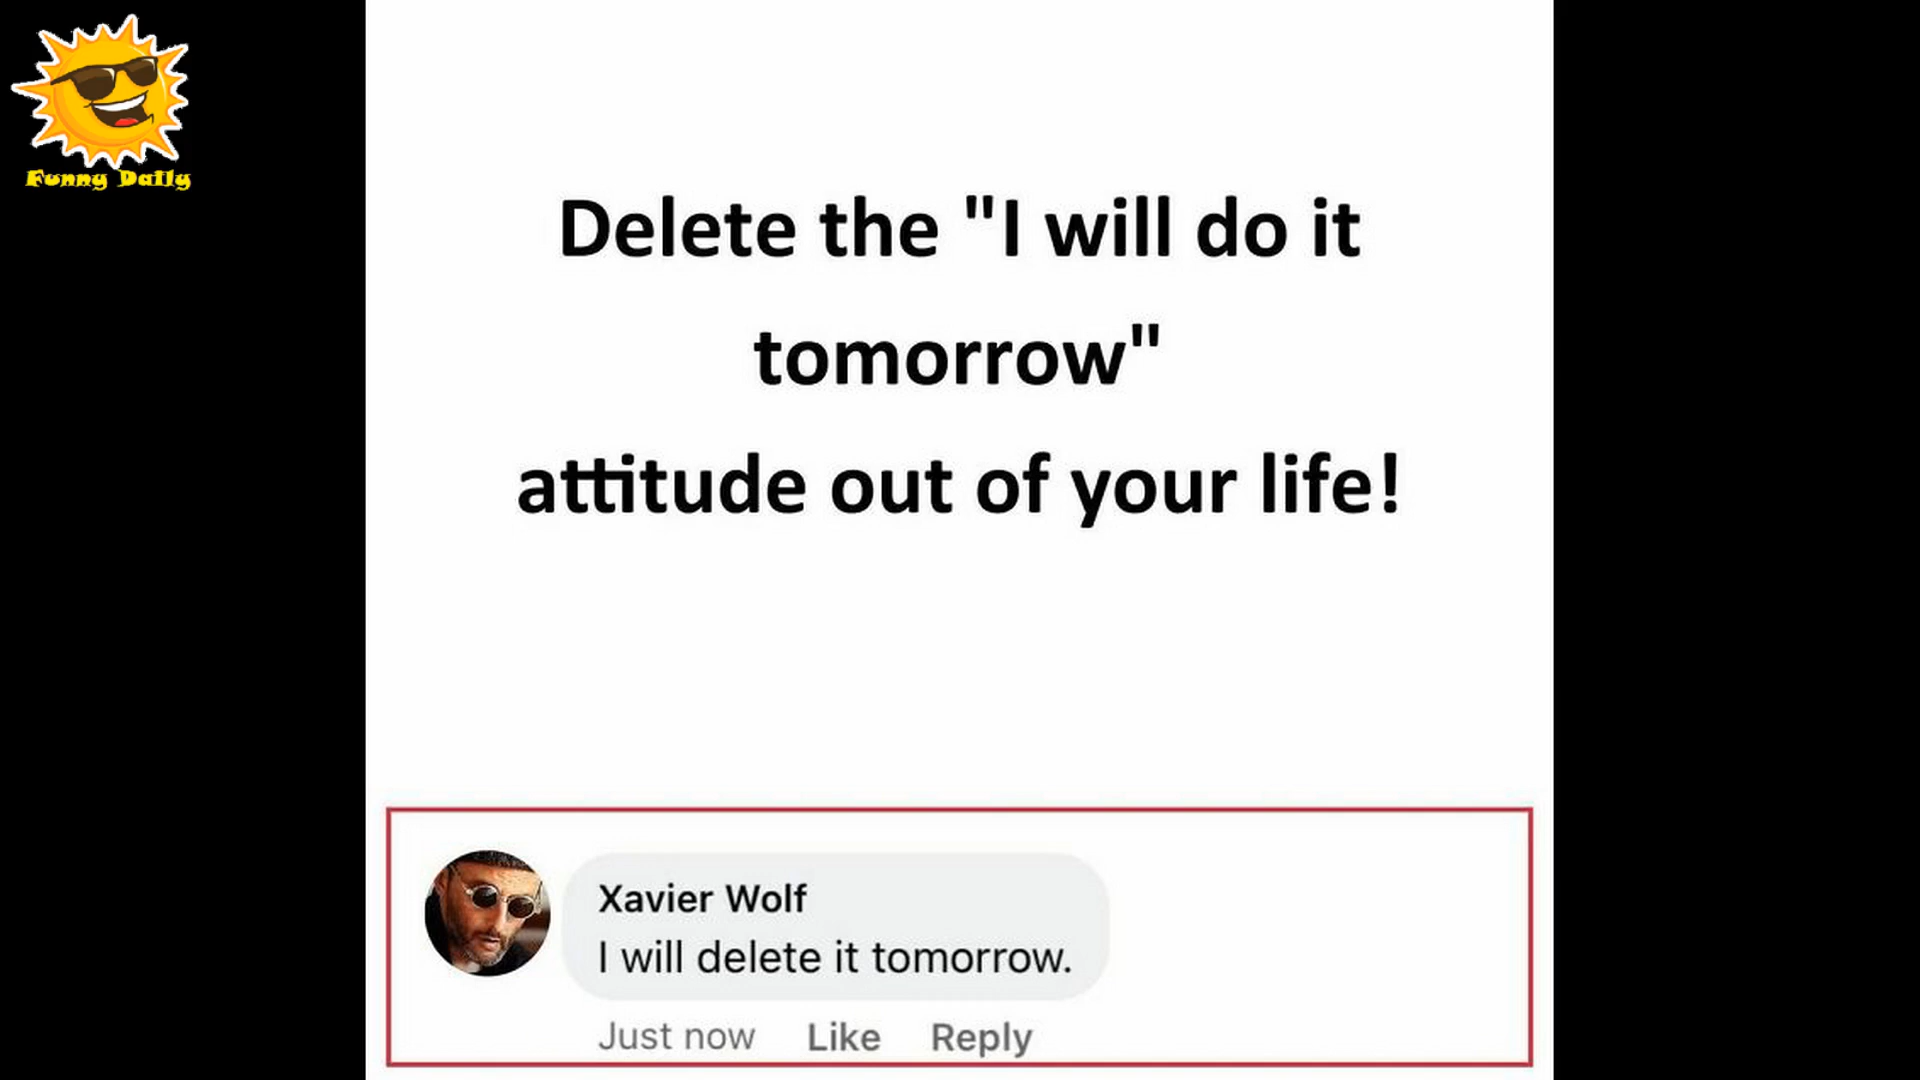 Funny Daily
Delete the "I will do it
tomorrow"
attitude out of your life!
Xavier Wolf
I will delete it tomorrow.
Just now Like Reply